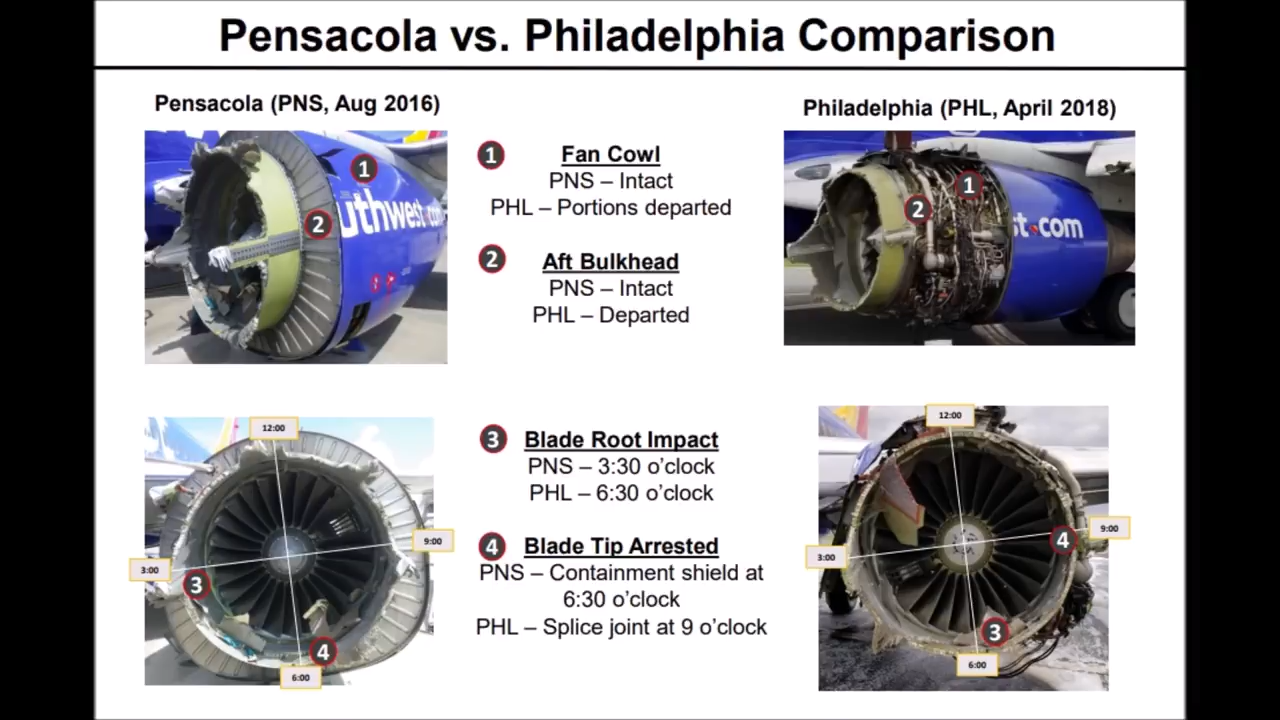 Pensacola vs. Philadelphia Comparison
Pensacola (PNS, Aug 2016)
Philadelphia (PHL, April 2018)
1
2
uthwest.com
1 Fan Cowl
PNS – Intact
PHL – Portions departed
2 Aft Bulkhead
PNS – Intact
PHL – Departed
1
2
st.com
12:00
9:00
3:00
3
4
6:00
3 Blade Root Impact
PNS – 3:30 o’clock
PHL – 6:30 o’clock
4 Blade Tip Arrested
PNS – Containment shield at
6:30 o’clock
PHL – Splice joint at 9 o’clock
12:00
9:00
4
3:00
3
6:00